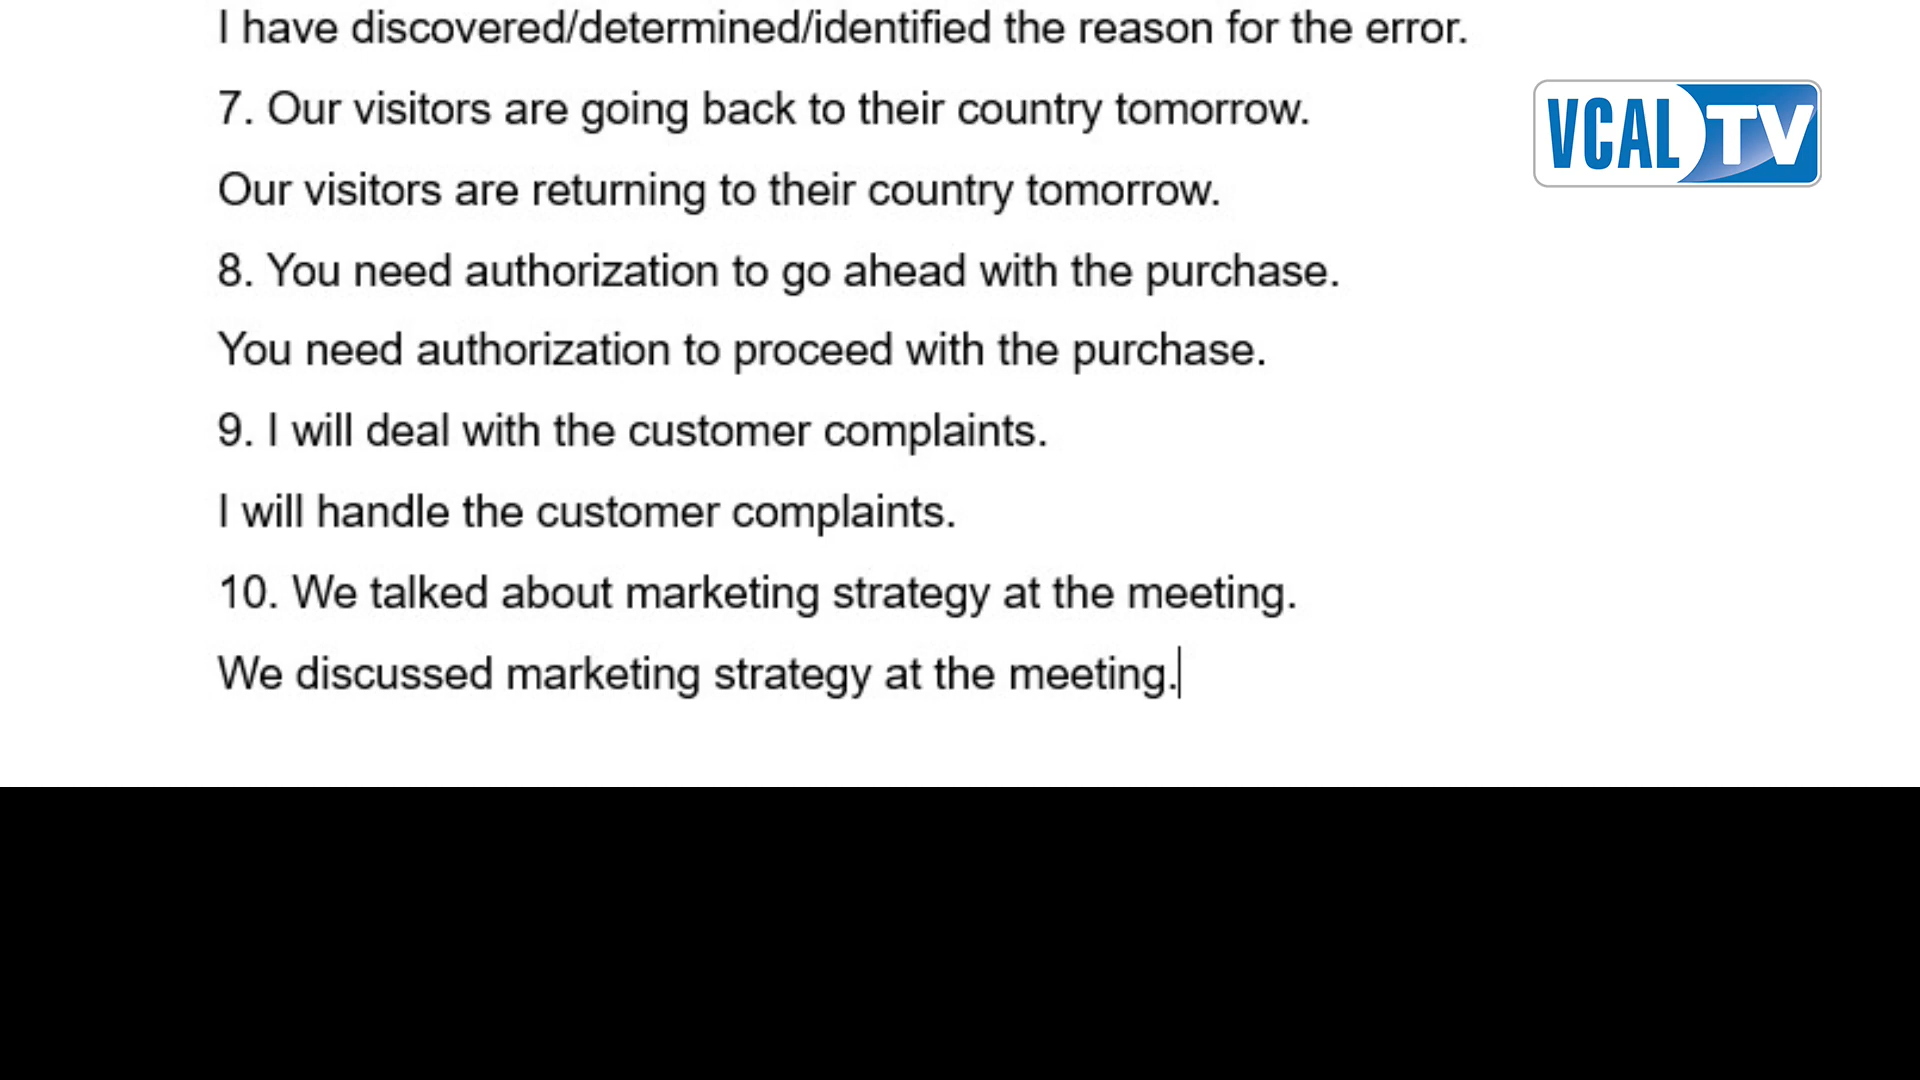 I have discovered/determined/identified the reason for the error.
7. Our visitors are going back to their country tomorrow.
VCAL TV
Our visitors are returning to their country tomorrow.
8. You need authorization to go ahead with the purchase.
You need authorization to proceed with the purchase.
9. I will deal with the customer complaints.
I will handle the customer complaints.
10. We talked about marketing strategy at the meeting.
We discussed marketing strategy at the meeting.